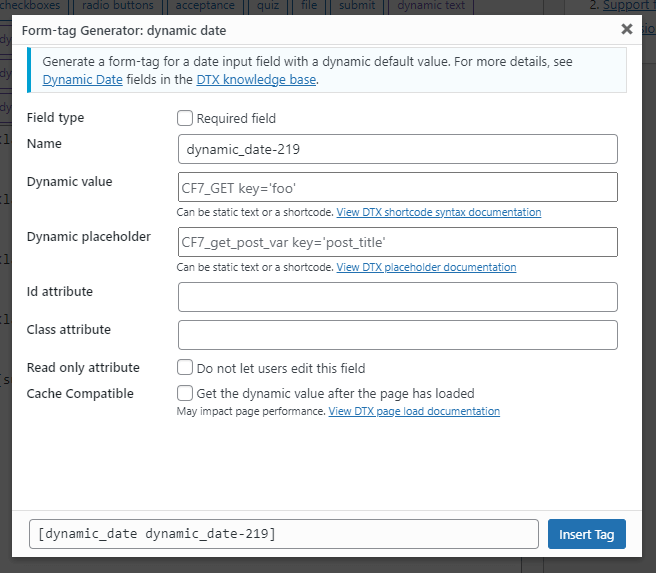 checkboxes radio buttons acceptance quiz file submit dynamic text
2. Support f
Form-tag Generator: dynamic date
Generate a form-tag for a date input field with a dynamic default value. For more details, see
Dynamic Date fields in the DTX knowledge base.
Field type Required field
Name dynamic_date-219
Dynamic value CF7_GET key='foo'
Can be static text or a shortcode. View DTX shortcode syntax documentation
Dynamic placeholder CF7_get_post_var key='post_title'
Can be static text or a shortcode. View DTX placeholder documentation
Id attribute
Class attribute
Read only attribute Do not let users edit this field
Cache Compatible Get the dynamic value after the page has loaded
May impact page performance. View DTX page load documentation
[dynamic_date dynamic_date-219] Insert Tag